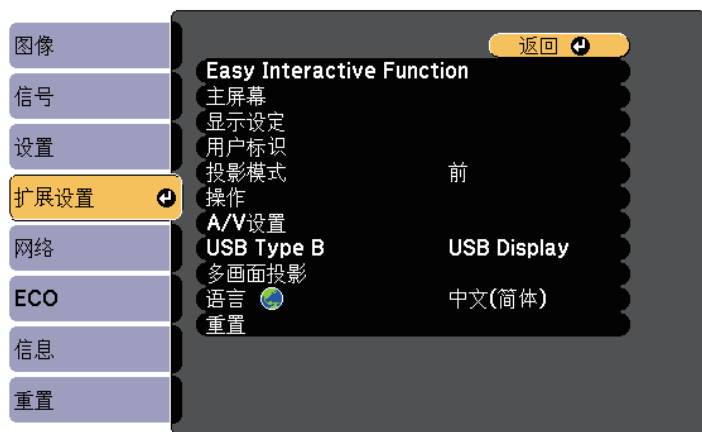 图像
信号
设置
扩展设置
网络
ECO
信息
重置
返回
Easy Interactive Function
主屏幕
显示设定
用户标识
投影模式 前
操作
A/V设置
USB Type B USB Display
多画面投影
语言 中文(简体)
重置